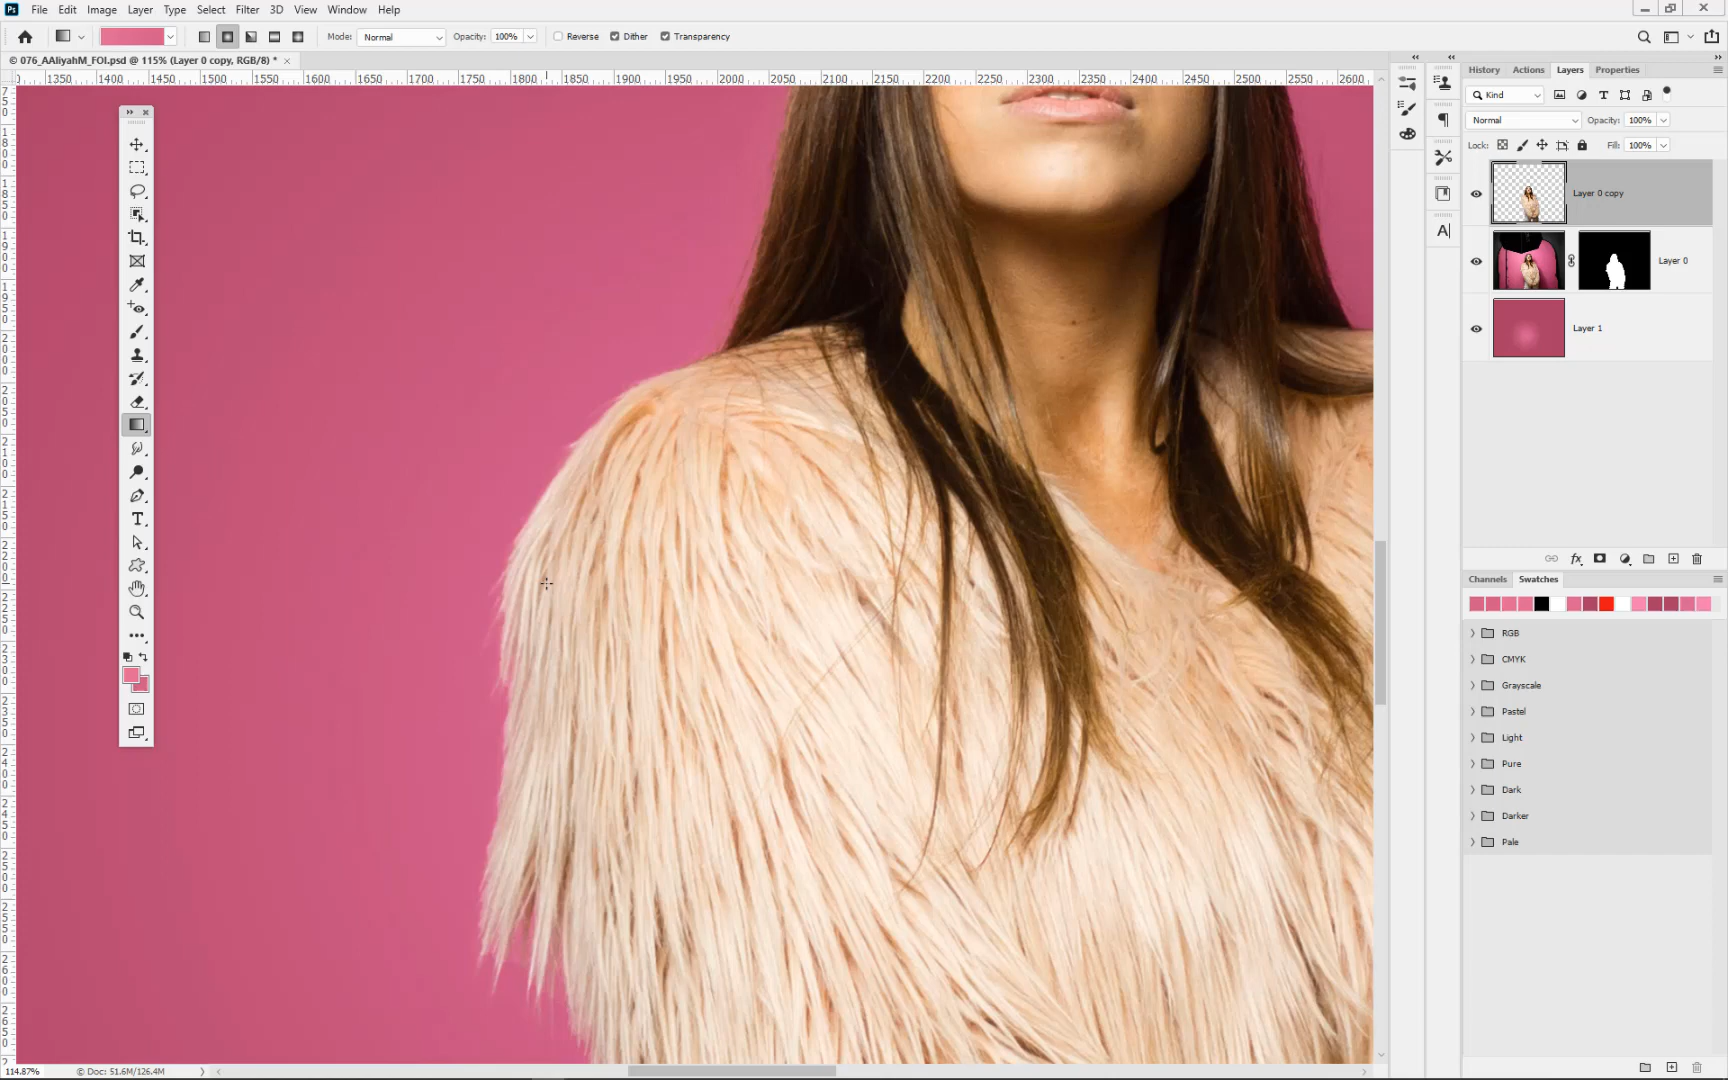 Ps File Edit Image Layer Type Select Filter 3D View Window Help
Mode: Normal Opacity: 100% Reverse Dither Transparency
© 076_AAliyahM_FOI.psd @ 115% (Layer 0 copy, RGB/8) *
1350 1400 1450 1500 1550 1600 1650 1700 1750 1800 1850 1900 1950 2000 2050 2100 2150 2200 2250 2300 2350 2400 2450 2500 2550 2600
History Actions Layers Properties
Kind
Normal Opacity: 100%
Lock: Fill: 100%
Layer 0 copy
Layer 0
Layer 1
fx
Channels Swatches
RGB
CMYK
Grayscale
Pastel
Light
Pure
Dark
Darker
Pale
114.87% © Doc: 51.6M/126.4M